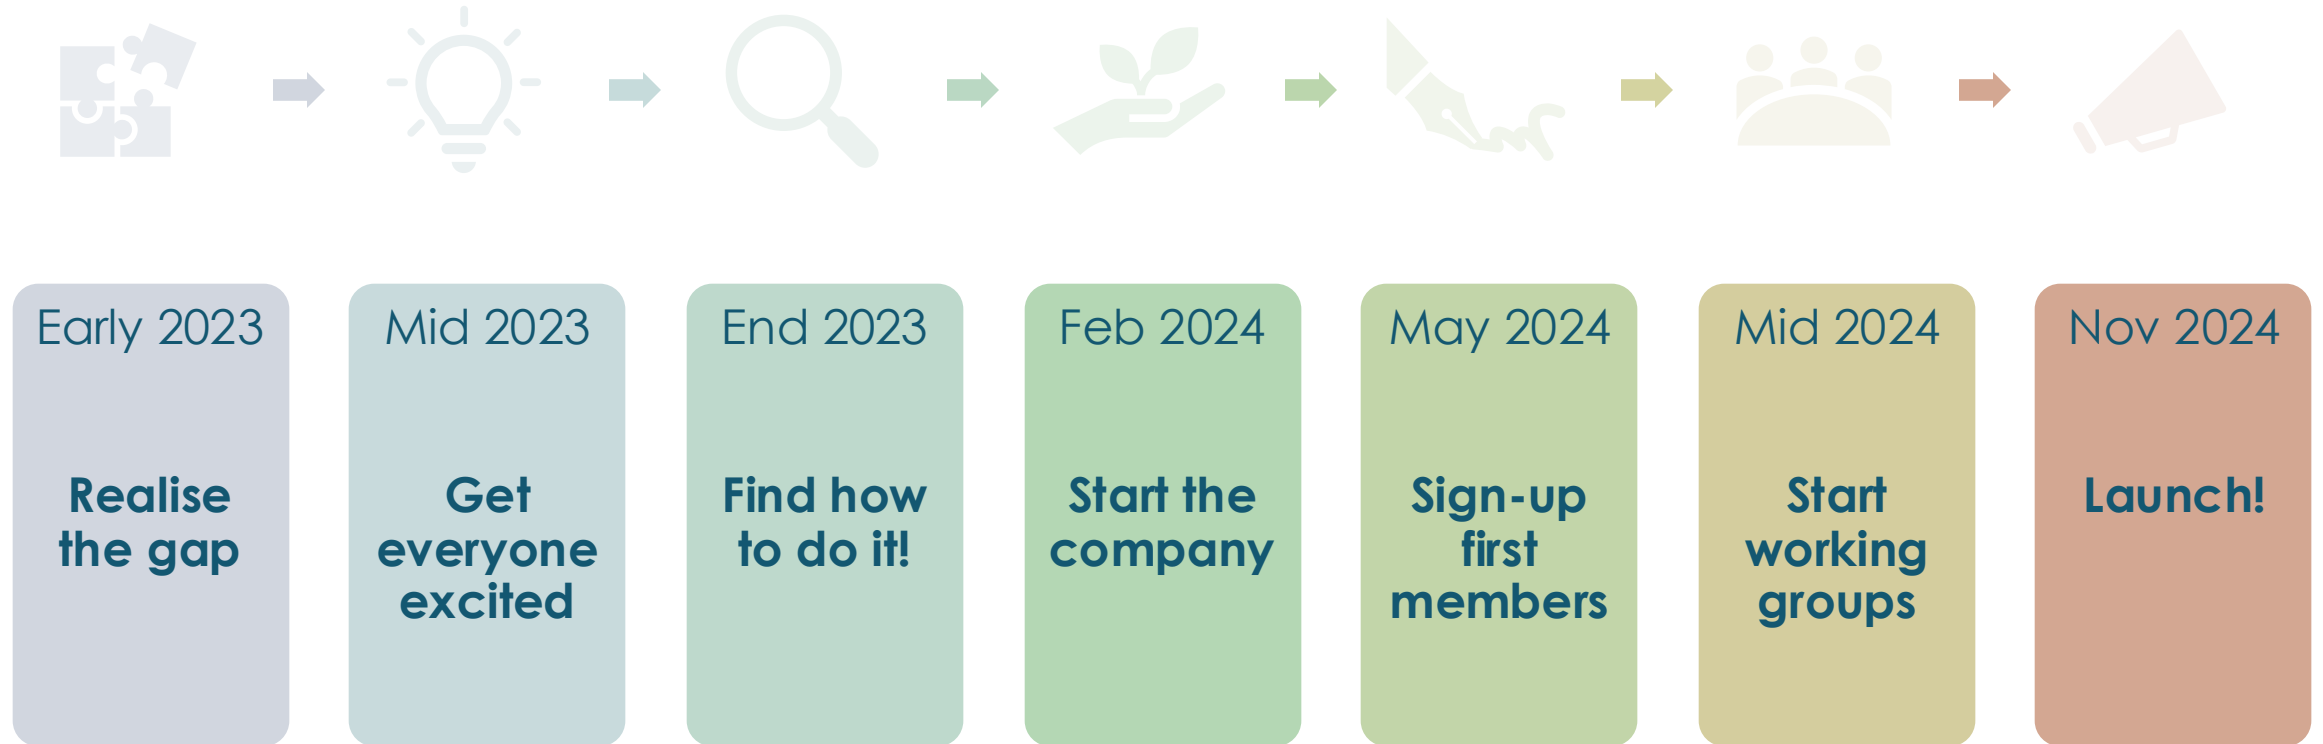 Early 2023
Realise
the gap
Mid 2023
Get
everyone
excited
End 2023
Find how
to do it!
Feb 2024
Start the
company
May 2024
Sign-up
first
members
Mid 2024
Start
working
groups
Nov 2024
Launch!